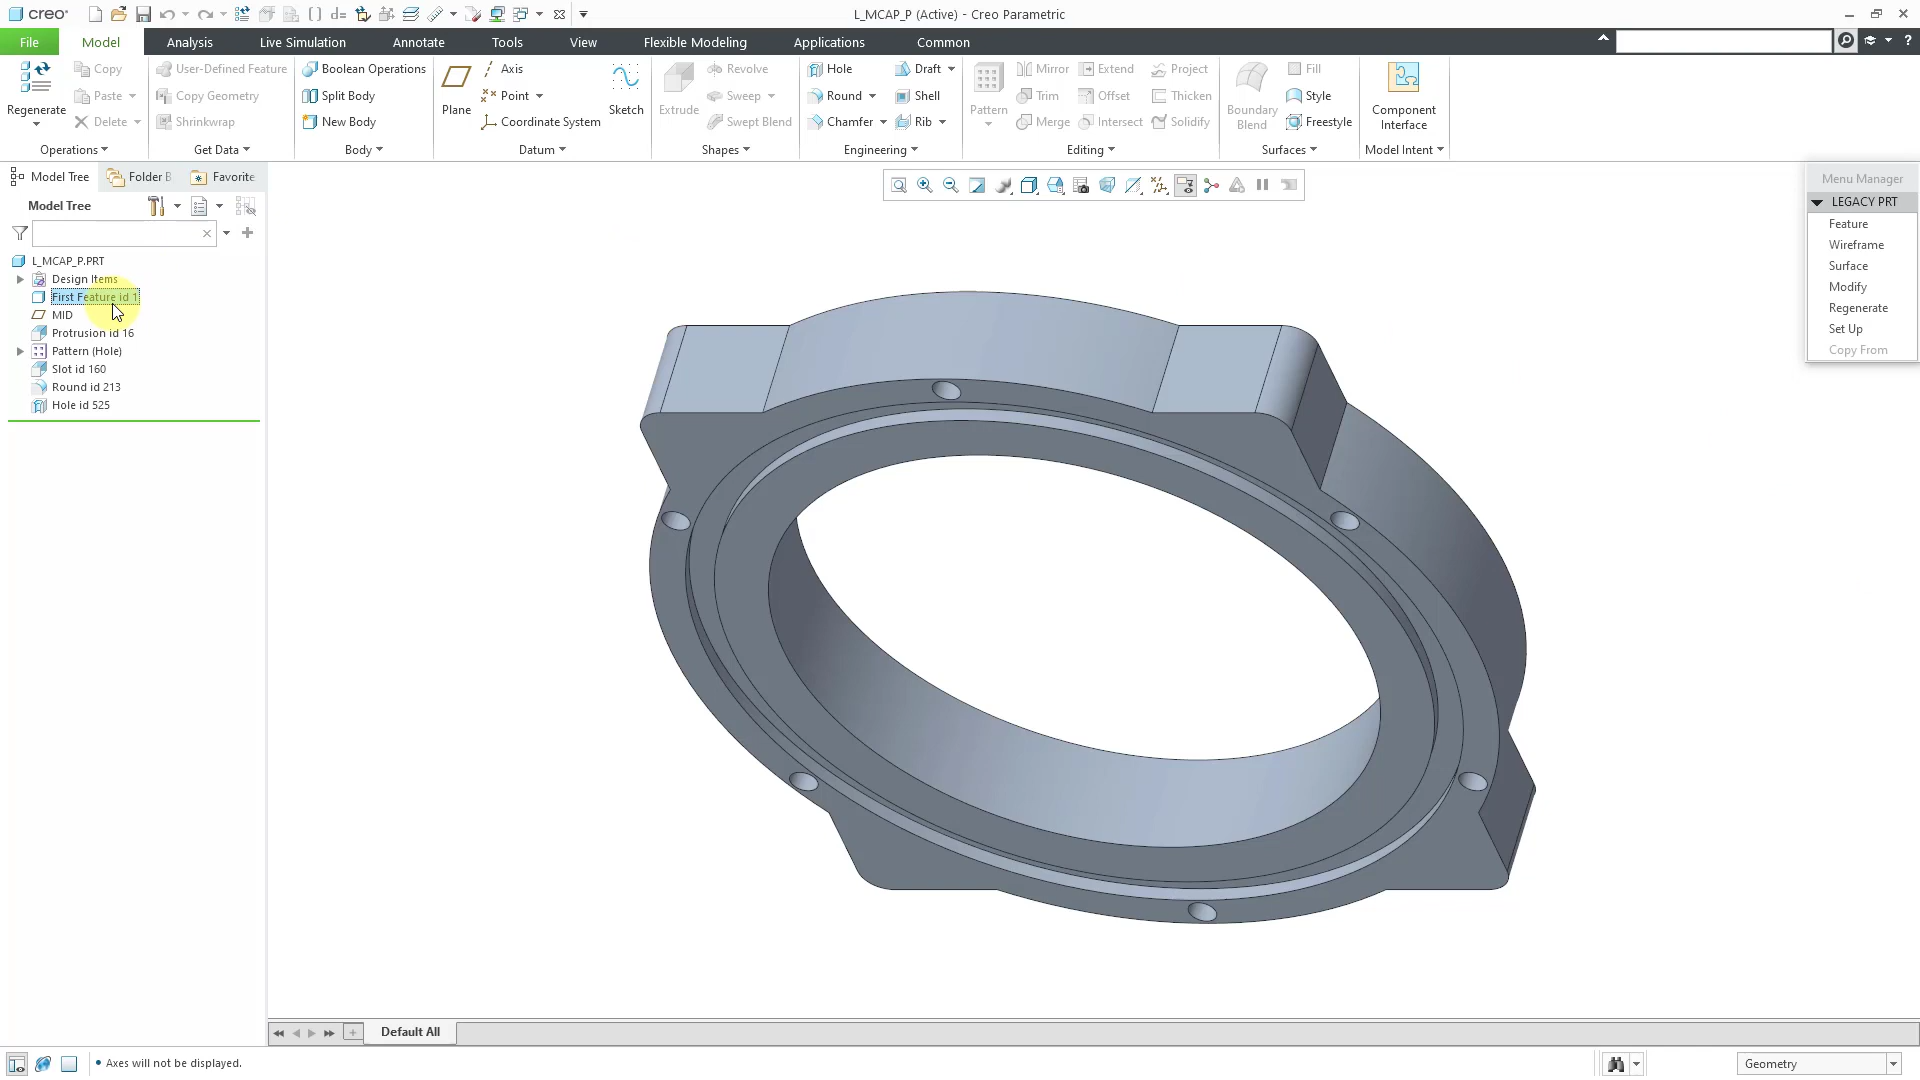 creo
L_MCAP_P (Active) - Creo Parametric
File
Model
Analysis
Live Simulation
Annotate
Tools
View
Flexible Modeling
Applications
Common
Regenerate
Copy
Paste
Delete
Operations
User-Defined Feature
Copy Geometry
Shrinkwrap
Get Data
Boolean Operations
Split Body
New Body
Body
Plane
Axis
Point
Coordinate System
Sketch
Datum
Extrude
Revolve
Sweep
Swept Blend
Shapes
Hole
Round
Chamfer
Draft
Shell
Rib
Engineering
Pattern
Mirror
Trim
Merge
Extend
Offset
Intersect
Project
Thicken
Solidify
Editing
Boundary
Blend
Fill
Style
Freestyle
Surfaces
Component
Interface
Model Intent
Model Tree
Folder B
Favorite
Model Tree
L_MCAP_P.PRT
Design Items
First Feature id 1
MID
Protrusion id 16
Pattern (Hole)
Slot id 160
Round id 213
Hole id 525
Menu Manager
LEGACY PRT
Feature
Wireframe
Surface
Modify
Regenerate
Set Up
Copy From
Default All
• Axes will not be displayed.
Geometry